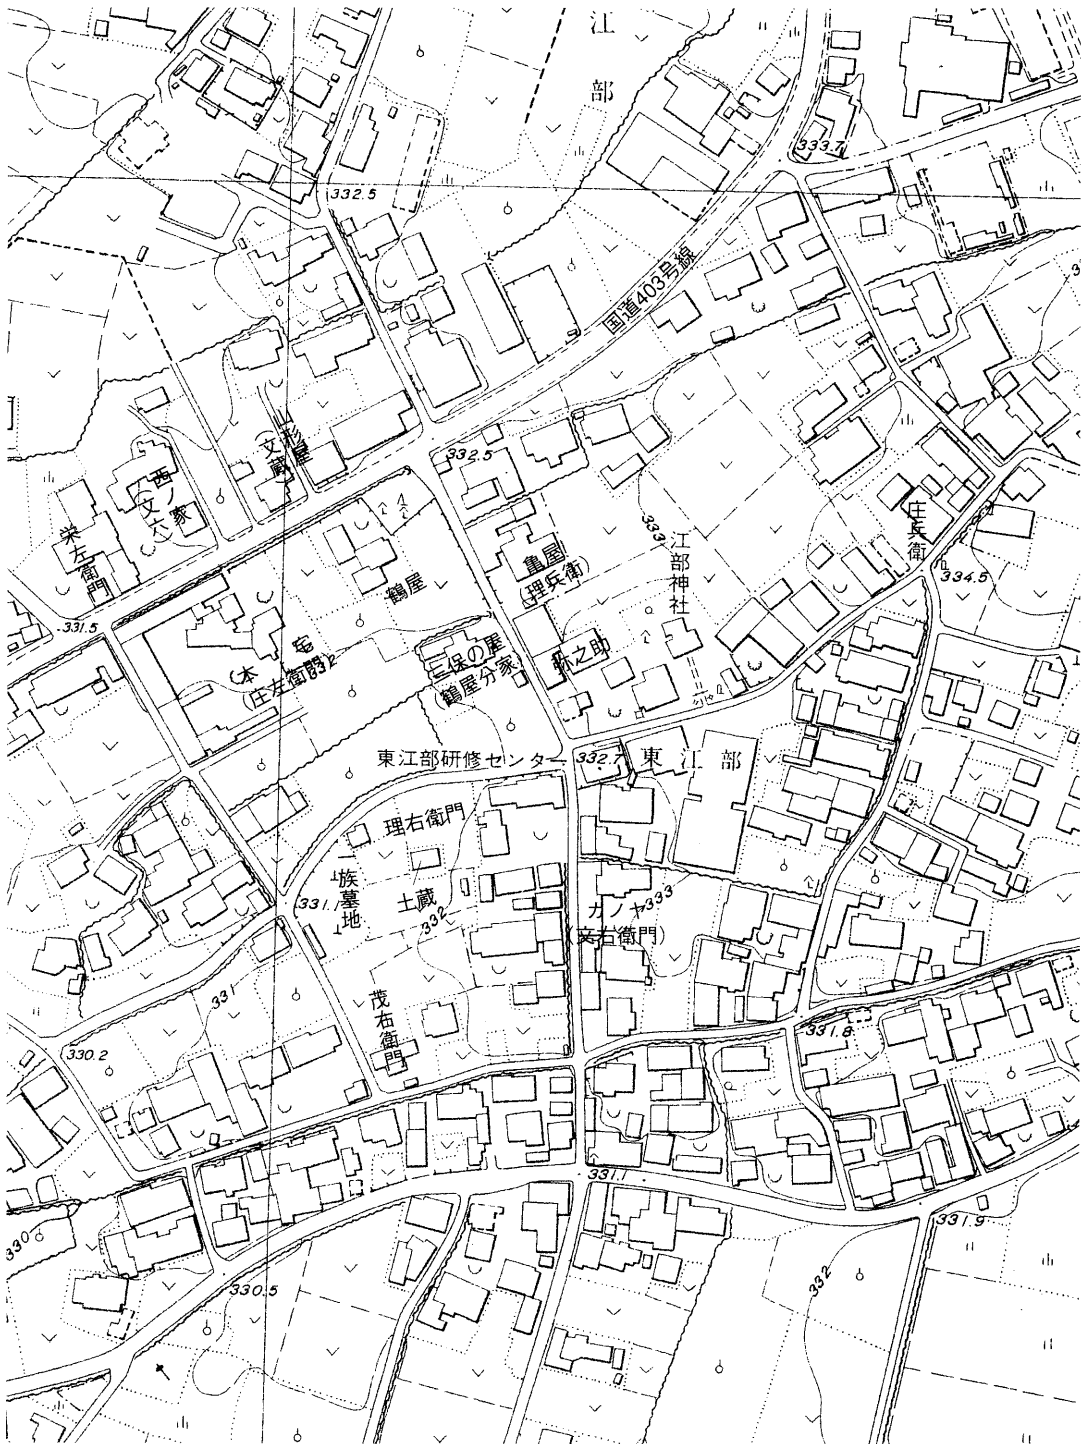 江部
333.7
332.5
国道403号線
332.5
山形屋
(文蔵)
西ノ家
(文六)
栄左衛門
庄兵衛
333
江部神社
亀屋
(理兵衛)
鶴屋
334.5
331.5
本宅
(庄左衛門)
三保の屋
(鶴屋分家)
弥之助
東江部研修センター
332.7
東江部
理右衛門
一族墓地
土蔵
331.1
332
333
カノヤ
(文右衛門)
331
茂右衛門
330.2
331.8
331.1
331.9
330
330.5
332